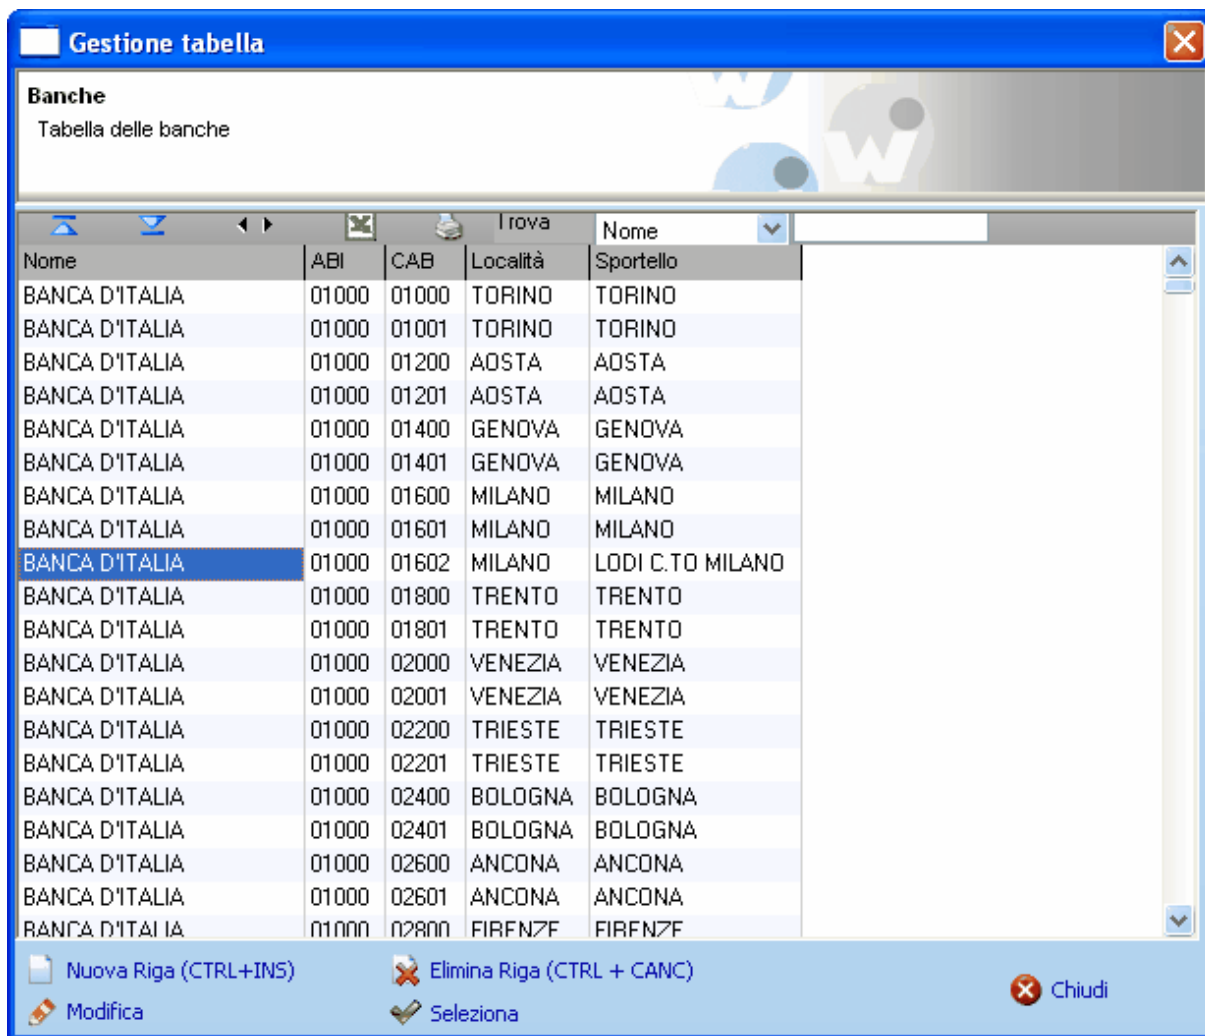 Gestione tabella
Banche
Tabella delle banche
Trova Nome
Nome ABI CAB Località Sportello
BANCA D'ITALIA 01000 01000 TORINO TORINO
BANCA D'ITALIA 01000 01001 TORINO TORINO
BANCA D'ITALIA 01000 01200 AOSTA AOSTA
BANCA D'ITALIA 01000 01201 AOSTA AOSTA
BANCA D'ITALIA 01000 01400 GENOVA GENOVA
BANCA D'ITALIA 01000 01401 GENOVA GENOVA
BANCA D'ITALIA 01000 01600 MILANO MILANO
BANCA D'ITALIA 01000 01601 MILANO MILANO
BANCA D'ITALIA 01000 01602 MILANO LODI C.TO MILANO
BANCA D'ITALIA 01000 01800 TRENTO TRENTO
BANCA D'ITALIA 01000 01801 TRENTO TRENTO
BANCA D'ITALIA 01000 02000 VENEZIA VENEZIA
BANCA D'ITALIA 01000 02001 VENEZIA VENEZIA
BANCA D'ITALIA 01000 02200 TRIESTE TRIESTE
BANCA D'ITALIA 01000 02201 TRIESTE TRIESTE
BANCA D'ITALIA 01000 02400 BOLOGNA BOLOGNA
BANCA D'ITALIA 01000 02401 BOLOGNA BOLOGNA
BANCA D'ITALIA 01000 02600 ANCONA ANCONA
BANCA D'ITALIA 01000 02601 ANCONA ANCONA
BANCA D'ITALIA 01000 02800 FIRENZE FIRENZE
Nuova Riga (CTRL+INS) Elimina Riga (CTRL + CANC)
Chiudi
Modifica Seleziona